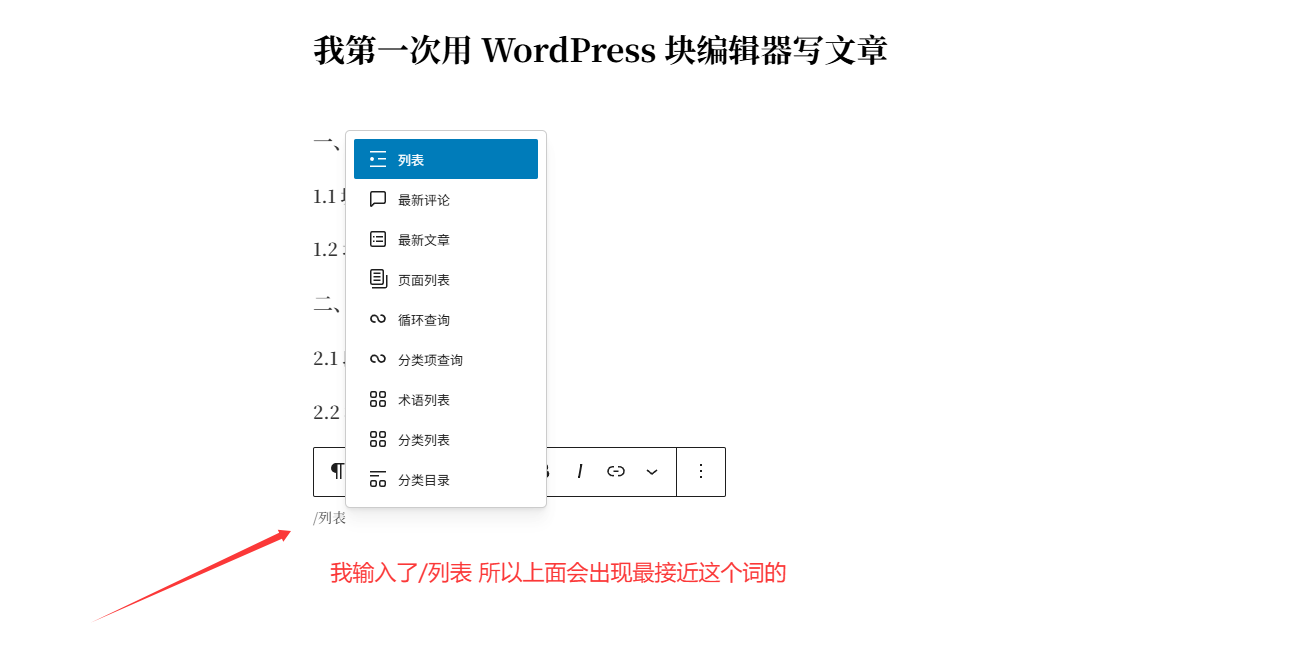 我第一次用 WordPress 块编辑器写文章
一、
列表
最新评论
1.1
最新文章
1.2
页面列表
二、
循环查询
2.1
分类项查询
术语列表
2.2
分类列表
分类目录
/列表
我输入了/列表 所以上面会出现最接近这个词的